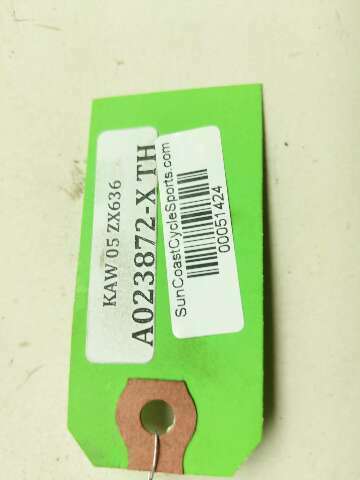 KAW 05 ZX636
A023872-X TH
SunCoastCycleSports.com
00051424